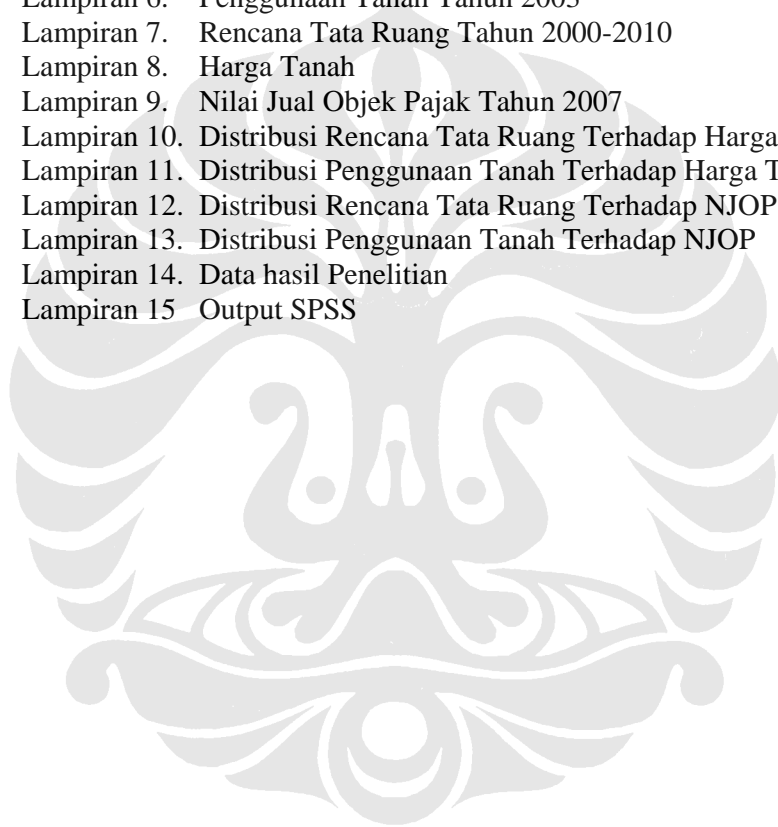 Lampiran 6. Penggunaan Tanah Tahun
Lampiran 7. Rencana Tata Ruang Tahun 2000-2010
Lampiran 8. Harga Tanah
Lampiran 9. Nilai Jual Objek Pajak Tahun 2007
Lampiran 10. Distribusi Rencana Tata Ruang Terhadap Harga
Lampiran 11. Distribusi Penggunaan Tanah Terhadap Harga T
Lampiran 12. Distribusi Rencana Tata Ruang Terhadap NJOP
Lampiran 13. Distribusi Penggunaan Tanah Terhadap NJOP
Lampiran 14. Data hasil Penelitian
Lampiran 15 Output SPSS